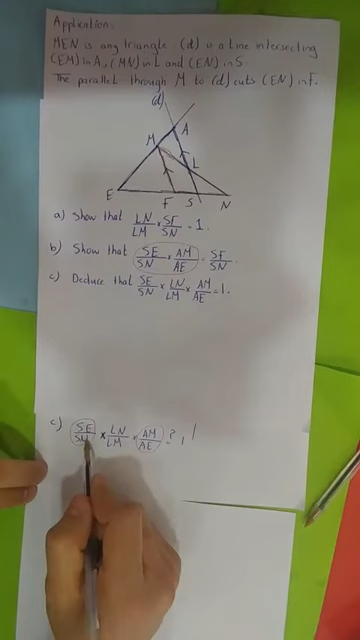 Application:
MEN is any triangle. (d) is a line intersecting
(EM) in A, (MN) in L and (EN) in S.
The parallel through M to (d) cuts (EN) in F.
(d)
A
M
L
E F S N
a) Show that LN/LM × SF/SN = 1.
b) Show that SE/SN × AM/AE = SF/SN.
c) Deduce that SE/SN × LN/LM × AM/AE = 1.
c) SE/SN × LN/LM × AM/AE ? 1